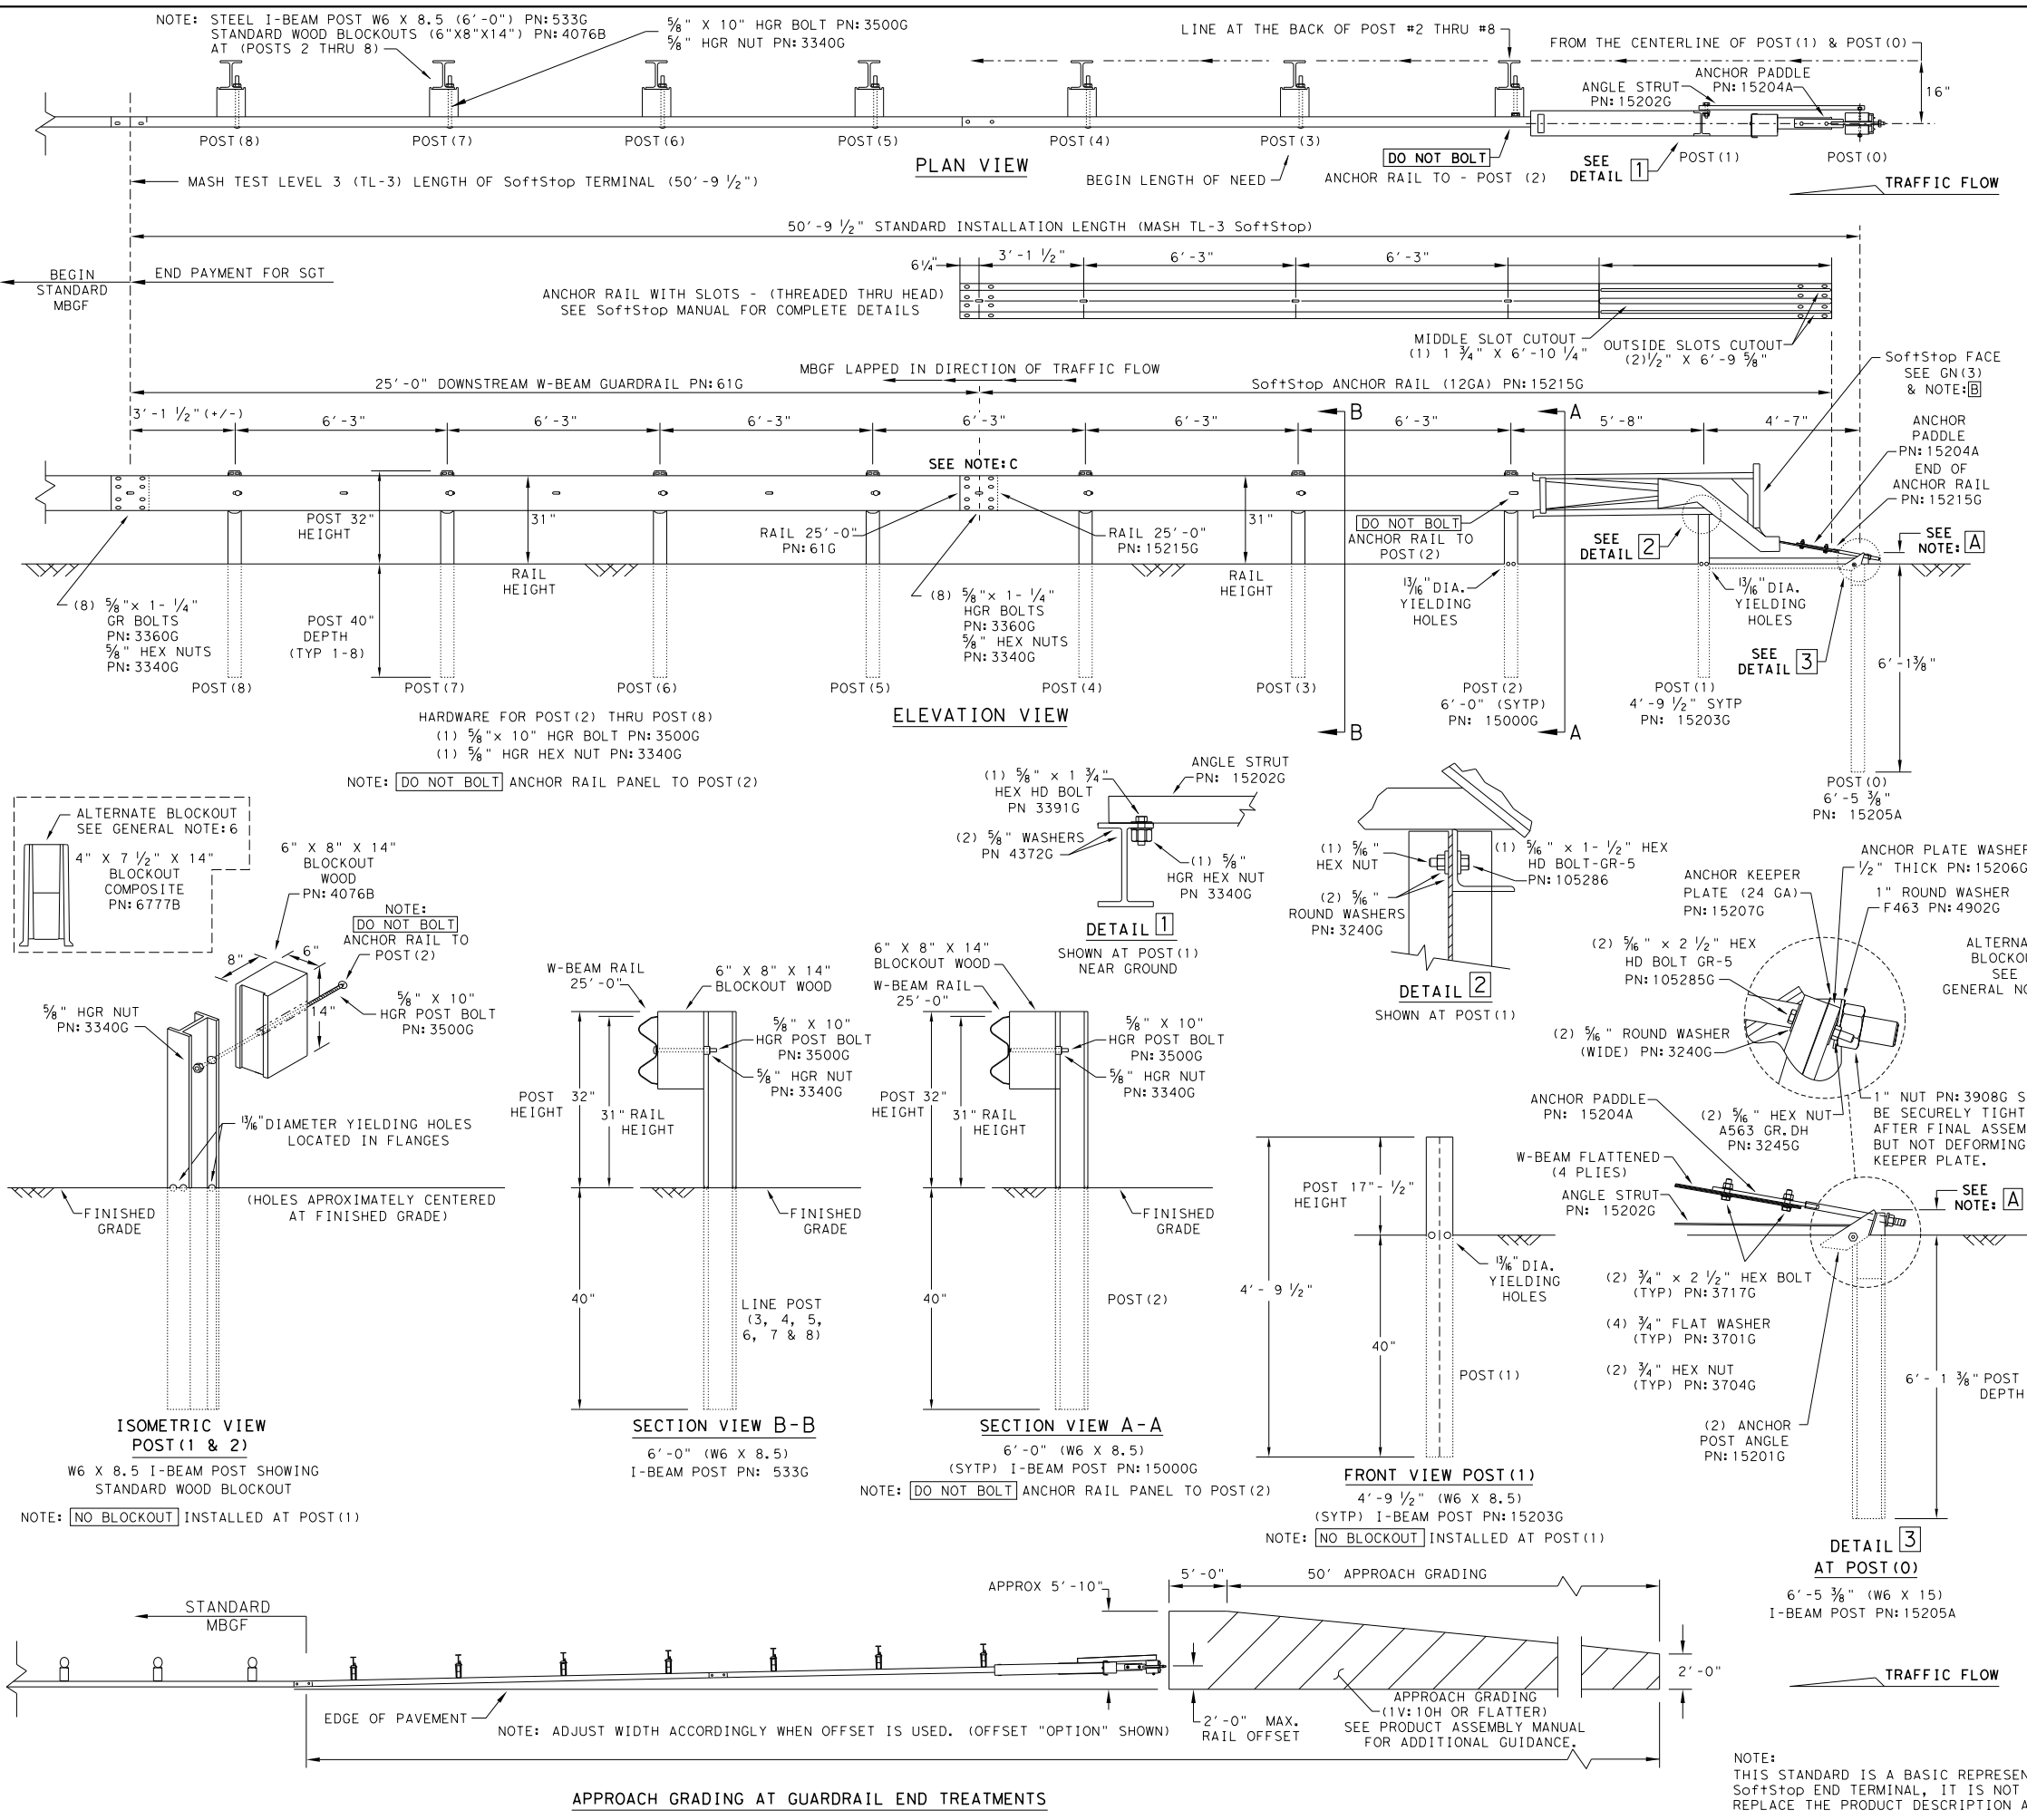 NOTE: STEEL I-BEAM POST W6 X 8.5 (6'-0") PN:533G
STANDARD WOOD BLOCKOUTS (6"X8"X14") PN:4076B
AT (POSTS 2 THRU 8)
5/8" X 10" HGR BOLT PN:3500G
5/8" HGR NUT PN:3340G
LINE AT THE BACK OF POST #2 THRU #8
FROM THE CENTERLINE OF POST(1) & POST(0)
ANGLE STRUT
PN:15202G
ANCHOR PADDLE
PN:15204A
16"
POST(8)
POST(7)
POST(6)
POST(5)
POST(4)
POST(3)
POST(1)
POST(0)
PLAN VIEW
BEGIN LENGTH OF NEED
DO NOT BOLT
ANCHOR RAIL TO - POST (2)
SEE
DETAIL 1
TRAFFIC FLOW
MASH TEST LEVEL 3 (TL-3) LENGTH OF SoftStop TERMINAL (50'-9 1/2")
50'-9 1/2" STANDARD INSTALLATION LENGTH (MASH TL-3 SoftStop)
BEGIN
STANDARD
MBGF
END PAYMENT FOR SGT
6 1/4"
3'-1 1/2"
6'-3"
6'-3"
ANCHOR RAIL WITH SLOTS - (THREADED THRU HEAD)
SEE SoftStop MANUAL FOR COMPLETE DETAILS
MIDDLE SLOT CUTOUT
(1) 1 3/4" X 6'-10 1/4"
OUTSIDE SLOTS CUTOUT
(2)1/2" X 6'-9 5/8"
MBGF LAPPED IN DIRECTION OF TRAFFIC FLOW
25'-0" DOWNSTREAM W-BEAM GUARDRAIL PN:61G
SoftStop ANCHOR RAIL (12GA) PN:15215G
SoftStop FACE
SEE GN(3)
& NOTE:B
3'-1 1/2"(+/-)
6'-3"
6'-3"
6'-3"
6'-3"
6'-3"
6'-3"
5'-8"
4'-7"
B
A
ANCHOR
PADDLE
PN:15204A
END OF
ANCHOR RAIL
PN:15215G
SEE NOTE:C
POST 32"
HEIGHT
31"
RAIL
HEIGHT
RAIL 25'-0"
PN:61G
RAIL 25'-0"
PN:15215G
31"
RAIL
HEIGHT
DO NOT BOLT
ANCHOR RAIL TO
POST(2)
SEE
DETAIL 2
SEE
NOTE: A
(8) 5/8"x 1- 1/4"
GR BOLTS
PN:3360G
5/8" HEX NUTS
PN:3340G
POST 40"
DEPTH
(TYP 1-8)
(8) 5/8"x 1- 1/4"
HGR BOLTS
PN:3360G
5/8" HEX NUTS
PN:3340G
13/16" DIA.
YIELDING
HOLES
13/16" DIA.
YIELDING
HOLES
SEE
DETAIL 3
6'-1 3/8"
POST(8)
POST(7)
POST(6)
POST(5)
POST(4)
POST(3)
POST(2)
6'-0" (SYTP)
PN: 15000G
POST(1)
4'-9 1/2" SYTP
PN: 15203G
POST(0)
6'-5 3/8"
PN: 15205A
ELEVATION VIEW
B
A
HARDWARE FOR POST(2) THRU POST(8)
(1) 5/8"x 10" HGR BOLT PN:3500G
(1) 5/8" HGR HEX NUT PN:3340G
NOTE: DO NOT BOLT ANCHOR RAIL PANEL TO POST(2)
ALTERNATE BLOCKOUT
SEE GENERAL NOTE:6
4" X 7 1/2" X 14"
BLOCKOUT
COMPOSITE
PN:6777B
6" X 8" X 14"
BLOCKOUT
WOOD
PN:4076B
NOTE:
DO NOT BOLT
ANCHOR RAIL TO
POST(2)
8"
6"
14"
5/8" HGR NUT
PN:3340G
5/8" X 10"
HGR POST BOLT
PN:3500G
13/16"DIAMETER YIELDING HOLES
LOCATED IN FLANGES
(HOLES APROXIMATELY CENTERED
AT FINISHED GRADE)
FINISHED
GRADE
ISOMETRIC VIEW
POST(1 & 2)
W6 X 8.5 I-BEAM POST SHOWING
STANDARD WOOD BLOCKOUT
NOTE: NO BLOCKOUT INSTALLED AT POST(1)
W-BEAM RAIL
25'-0"
6" X 8" X 14"
BLOCKOUT WOOD
5/8" X 10"
HGR POST BOLT
PN:3500G
5/8" HGR NUT
PN:3340G
POST 32"
HEIGHT
31" RAIL
HEIGHT
FINISHED
GRADE
40"
LINE POST
(3, 4, 5,
6, 7 & 8)
SECTION VIEW B-B
6'-0" (W6 X 8.5)
I-BEAM POST PN: 533G
6" X 8" X 14"
BLOCKOUT WOOD
W-BEAM RAIL
25'-0"
5/8" X 10"
HGR POST BOLT
PN:3500G
5/8" HGR NUT
PN:3340G
POST 32"
HEIGHT
31" RAIL
HEIGHT
FINISHED
GRADE
40"
POST(2)
SECTION VIEW A-A
6'-0" (W6 X 8.5)
(SYTP) I-BEAM POST PN:15000G
NOTE: DO NOT BOLT ANCHOR RAIL PANEL TO POST(2)
(1) 5/8" x 1 3/4"
HEX HD BOLT
PN 3391G
ANGLE STRUT
PN: 15202G
(2) 5/8" WASHERS
PN 4372G
(1) 5/8"
HGR HEX NUT
PN 3340G
DETAIL 1
SHOWN AT POST(1)
NEAR GROUND
(1) 5/16"
HEX NUT
(1) 5/16" x 1- 1/2" HEX
HD BOLT-GR-5
PN:105286
(2) 5/16"
ROUND WASHERS
PN:3240G
DETAIL 2
SHOWN AT POST(1)
ANCHOR PLATE WASHER
1/2" THICK PN:15206G
ANCHOR KEEPER
PLATE (24 GA)
PN:15207G
1" ROUND WASHER
F463 PN:4902G
(2) 5/16" x 2 1/2" HEX
HD BOLT GR-5
PN:105285G
(2) 5/16" ROUND WASHER
(WIDE) PN:3240G
SEE
GENERAL
ANCHOR PADDLE
PN: 15204A
(2) 5/16" HEX NUT
A563 GR.DH
PN:3245G
1" NUT PN:3908G
BE SECURELY
AFTER FINAL
BUT NOT DEFORMING
KEEPER PLATE.
W-BEAM FLATTENED
(4 PLIES)
ANGLE STRUT
PN: 15202G
SEE
NOTE: A
POST 17"- 1/2"
HEIGHT
13/16" DIA.
YIELDING
HOLES
4'- 9 1/2"
40"
POST(1)
FRONT VIEW POST(1)
4'-9 1/2" (W6 X 8.5)
(SYTP) I-BEAM POST PN:15203G
NOTE: NO BLOCKOUT INSTALLED AT POST(1)
(2) 3/4" x 2 1/2" HEX BOLT
(TYP) PN:3717G
(4) 3/4" FLAT WASHER
(TYP) PN:3701G
(2) 3/4" HEX NUT
(TYP) PN:3704G
(2) ANCHOR
POST ANGLE
PN:15201G
6'- 1 3/8" POST
DEPTH
DETAIL 3
AT POST(0)
6'-5 3/8" (W6 X 15)
I-BEAM POST PN:15205A
STANDARD
MBGF
APPROX 5'-10"
5'-0"
50' APPROACH GRADING
2'-0"
TRAFFIC FLOW
EDGE OF PAVEMENT
NOTE: ADJUST WIDTH ACCORDINGLY WHEN OFFSET IS USED. (OFFSET "OPTION" SHOWN)
2'-0" MAX.
RAIL OFFSET
APPROACH GRADING
(1V:10H OR FLATTER)
SEE PRODUCT ASSEMBLY MANUAL
FOR ADDITIONAL GUIDANCE.
APPROACH GRADING AT GUARDRAIL END TREATMENTS
NOTE:
THIS STANDARD IS A BASIC
SoftStop END TERMINAL, IT IS NOT
REPLACE THE PRODUCT DESCRIPTION